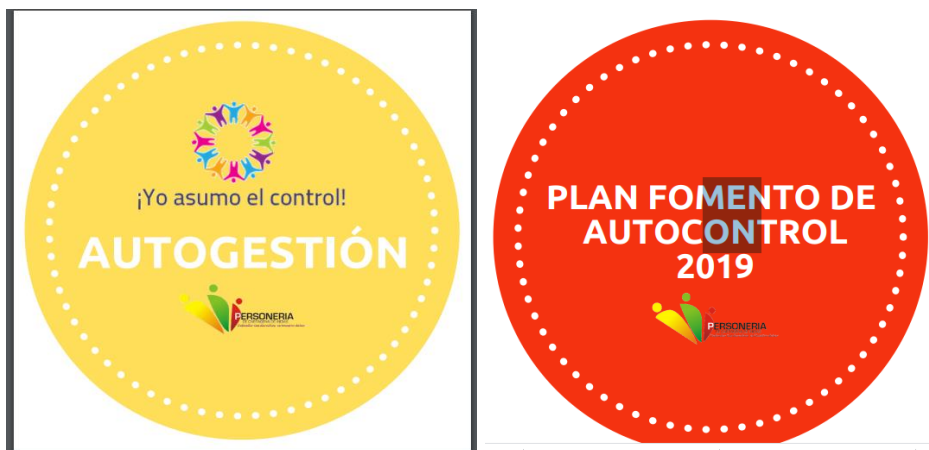 ¡Yo asumo el control!
AUTOGESTIÓN
PERSONERIA
PLAN FOMENTO DE
AUTOCONTROL
2019
PERSONERIA